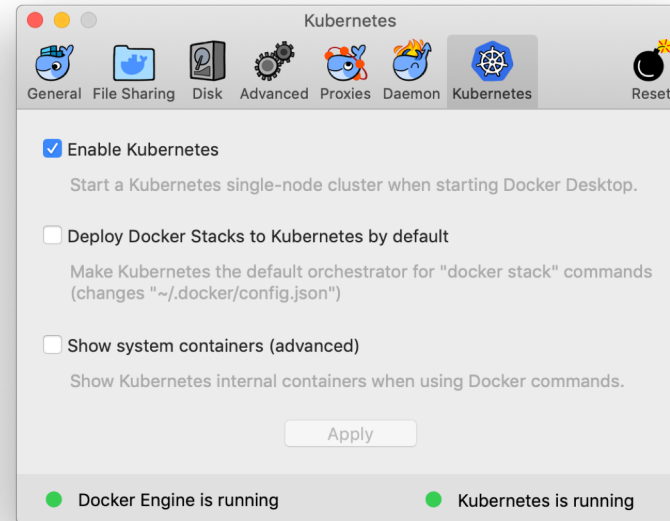 Kubernetes
General File Sharing Disk Advanced Proxies Daemon Kubernetes Reset
Enable Kubernetes
Start a Kubernetes single-node cluster when starting Docker Desktop.
Deploy Docker Stacks to Kubernetes by default
Make Kubernetes the default orchestrator for "docker stack" commands
(changes "~/.docker/config.json")
Show system containers (advanced)
Show Kubernetes internal containers when using Docker commands.
Apply
Docker Engine is running Kubernetes is running